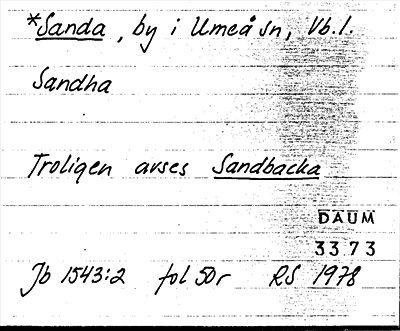 *Sanda, by i Umeå sn, Vb.l.
Sandha
Troligen avses Sandbacka
DAUM
3373
Jb 1543:2 fol 50r RS 1978